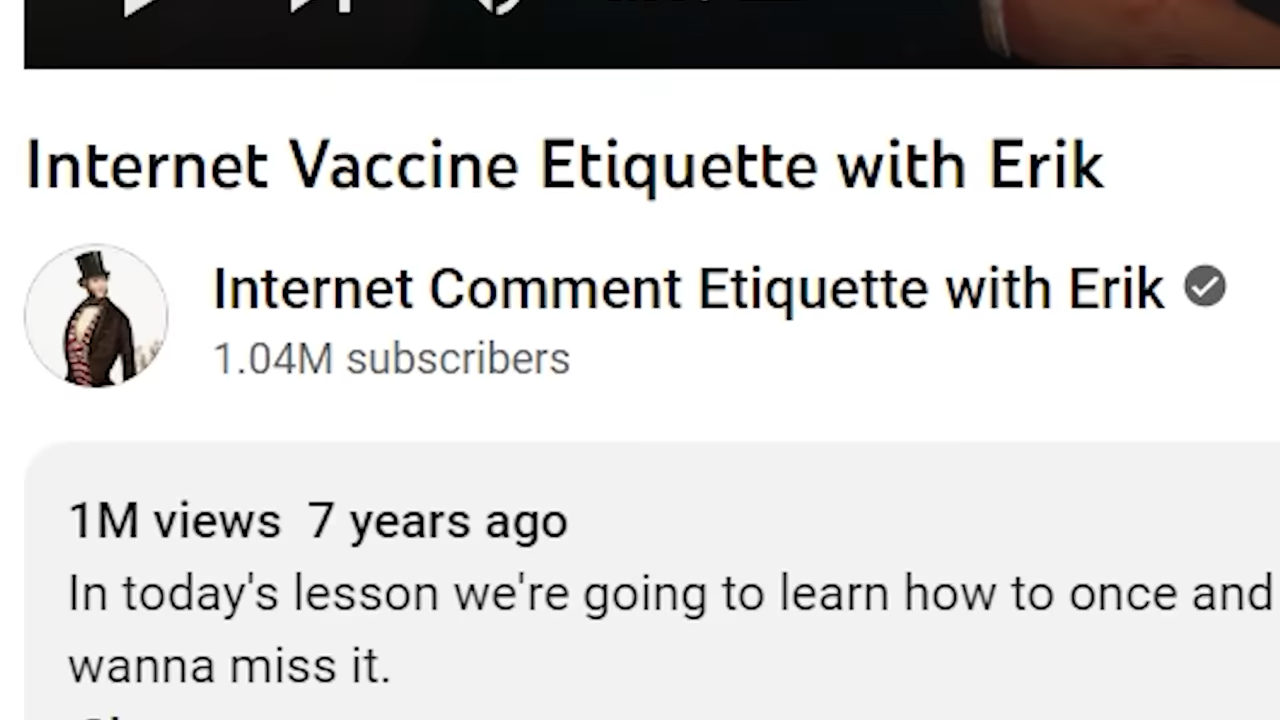 Internet Vaccine Etiquette with Erik
Internet Comment Etiquette with Erik
1.04M subscribers
1M views 7 years ago
In today's lesson we're going to learn how to once and
wanna miss it.